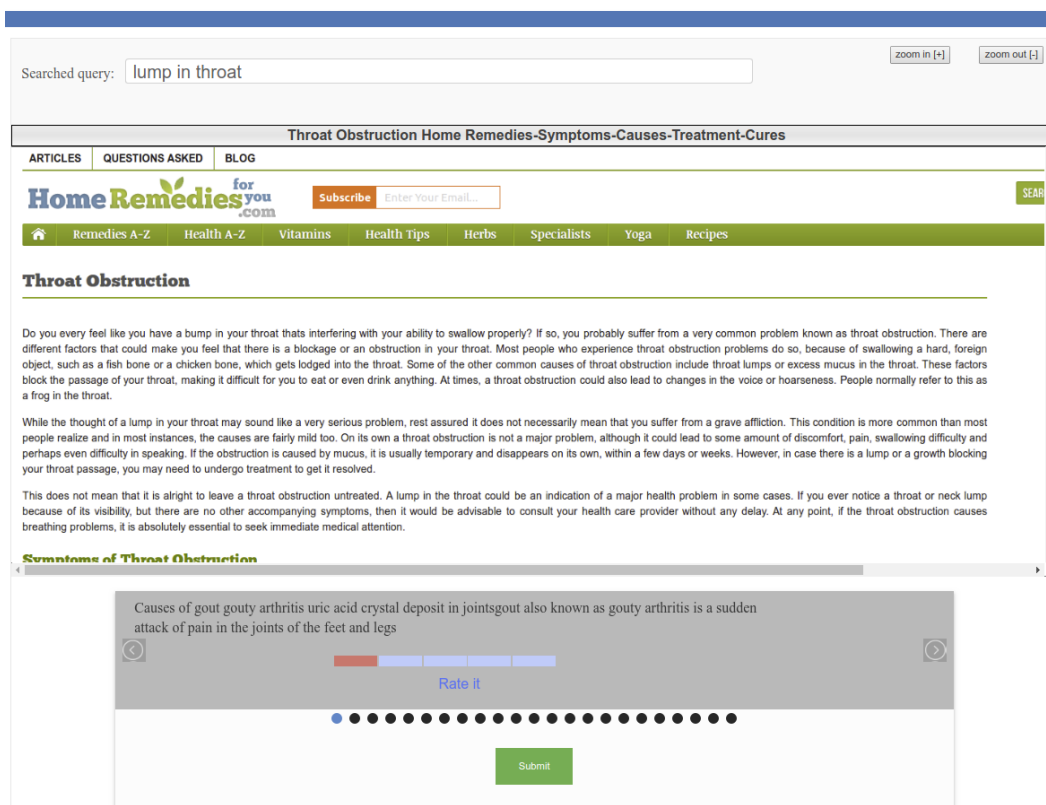 zoom in [+]
zoom out [-]
Searched query:
lump in throat
Throat Obstruction Home Remedies-Symptoms-Causes-Treatment-Cures
ARTICLES
QUESTIONS ASKED
BLOG
Home Remedies for you .com
Subscribe
Enter Your Email...
SEAR
Remedies A-Z
Health A-Z
Vitamins
Health Tips
Herbs
Specialists
Yoga
Recipes
Throat Obstruction
Do you every feel like you have a bump in your throat thats interfering with your ability to swallow properly? If so, you probably suffer from a very common problem known as throat obstruction. There are
different factors that could make you feel that there is a blockage or an obstruction in your throat. Most people who experience throat obstruction problems do so, because of swallowing a hard, foreign
object, such as a fish bone or a chicken bone, which gets lodged into the throat. Some of the other common causes of throat obstruction include throat lumps or excess mucus in the throat. These factors
block the passage of your throat, making it difficult for you to eat or even drink anything. At times, a throat obstruction could also lead to changes in the voice or hoarseness. People normally refer to this as
a frog in the throat.
While the thought of a lump in your throat may sound like a very serious problem, rest assured it does not necessarily mean that you suffer from a grave affliction. This condition is more common than most
people realize and in most instances, the causes are fairly mild too. On its own a throat obstruction is not a major problem, although it could lead to some amount of discomfort, pain, swallowing difficulty and
perhaps even difficulty in speaking. If the obstruction is caused by mucus, it is usually temporary and disappears on its own, within a few days or weeks. However, in case there is a lump or a growth blocking
your throat passage, you may need to undergo treatment to get it resolved.
This does not mean that it is alright to leave a throat obstruction untreated. A lump in the throat could be an indication of a major health problem in some cases. If you ever notice a throat or neck lump
because of its visibility, but there are no other accompanying symptoms, then it would be advisable to consult your health care provider without any delay. At any point, if the throat obstruction causes
breathing problems, it is absolutely essential to seek immediate medical attention.
Symptoms of Throat Obstruction
Causes of gout gouty arthritis uric acid crystal deposit in jointsgout also known as gouty arthritis is a sudden
attack of pain in the joints of the feet and legs
Rate it
Submit